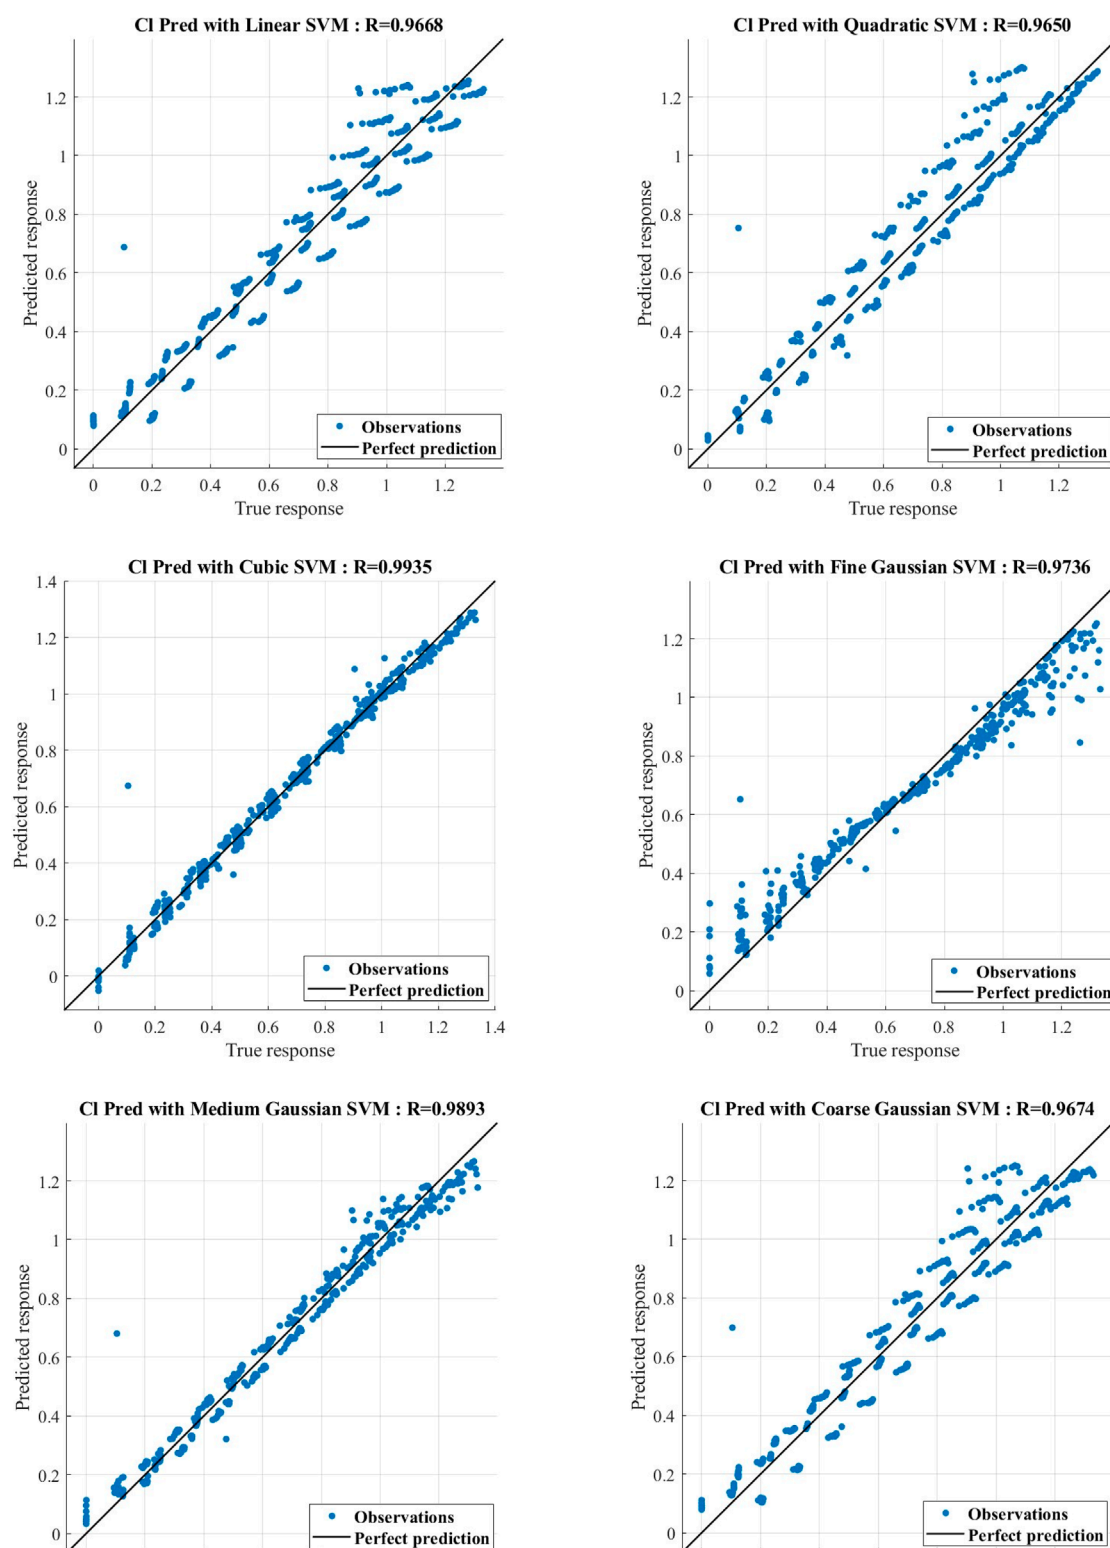 Cl Pred with Linear SVM : R=0.9668
Predicted response
1.2
1
0.8
0.6
0.4
0.2
0
Observations
Perfect prediction
0 0.2 0.4 0.6 0.8 1 1.2
True response
Cl Pred with Quadratic SVM : R=0.9650
Predicted response
1.2
1
0.8
0.6
0.4
0.2
0
Observations
Perfect prediction
0 0.2 0.4 0.6 0.8 1 1.2
True response
Cl Pred with Cubic SVM : R=0.9935
Predicted response
1.4
1.2
1
0.8
0.6
0.4
0.2
0
Observations
Perfect prediction
0 0.2 0.4 0.6 0.8 1 1.2 1.4
True response
Cl Pred with Fine Gaussian SVM : R=0.9736
Predicted response
1.2
1
0.8
0.6
0.4
0.2
0
Observations
Perfect prediction
0 0.2 0.4 0.6 0.8 1 1.2
True response
Cl Pred with Medium Gaussian SVM : R=0.9893
Predicted response
1.2
1
0.8
0.6
0.4
0.2
0
Observations
Perfect prediction
Cl Pred with Coarse Gaussian SVM : R=0.9674
Predicted response
1.2
1
0.8
0.6
0.4
0.2
0
Observations
Perfect prediction